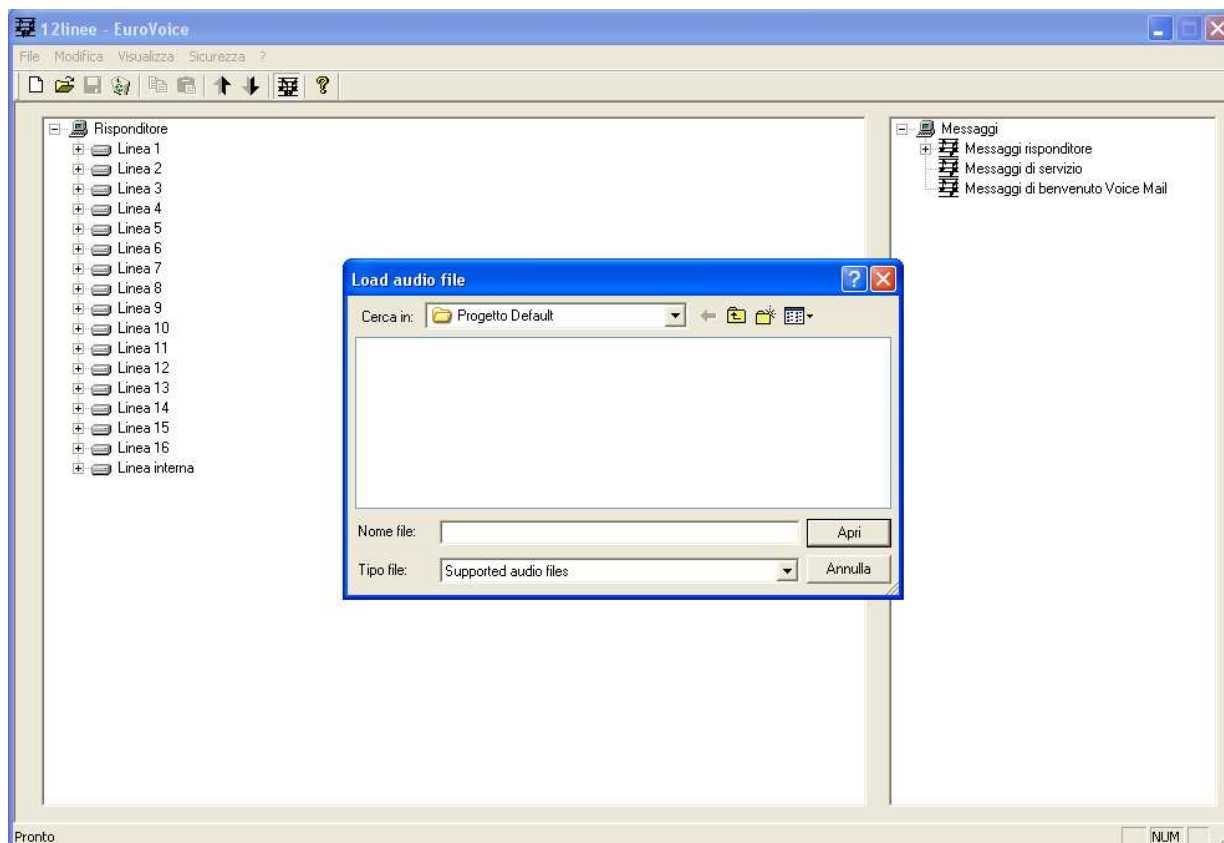 12linee - EuroVoice
File Modifica Visualizza Sicurezza ?
Risponditore
Linea 1
Linea 2
Linea 3
Linea 4
Linea 5
Linea 6
Linea 7
Linea 8
Linea 9
Linea 10
Linea 11
Linea 12
Linea 13
Linea 14
Linea 15
Linea 16
Linea interna
Messaggi
Messaggi risponditore
Messaggi di servizio
Messaggi di benvenuto Voice Mail
Load audio file
Cerca in: Progetto Default
Nome file: Apri
Tipo file: Supported audio files Annulla
Pronto NUM